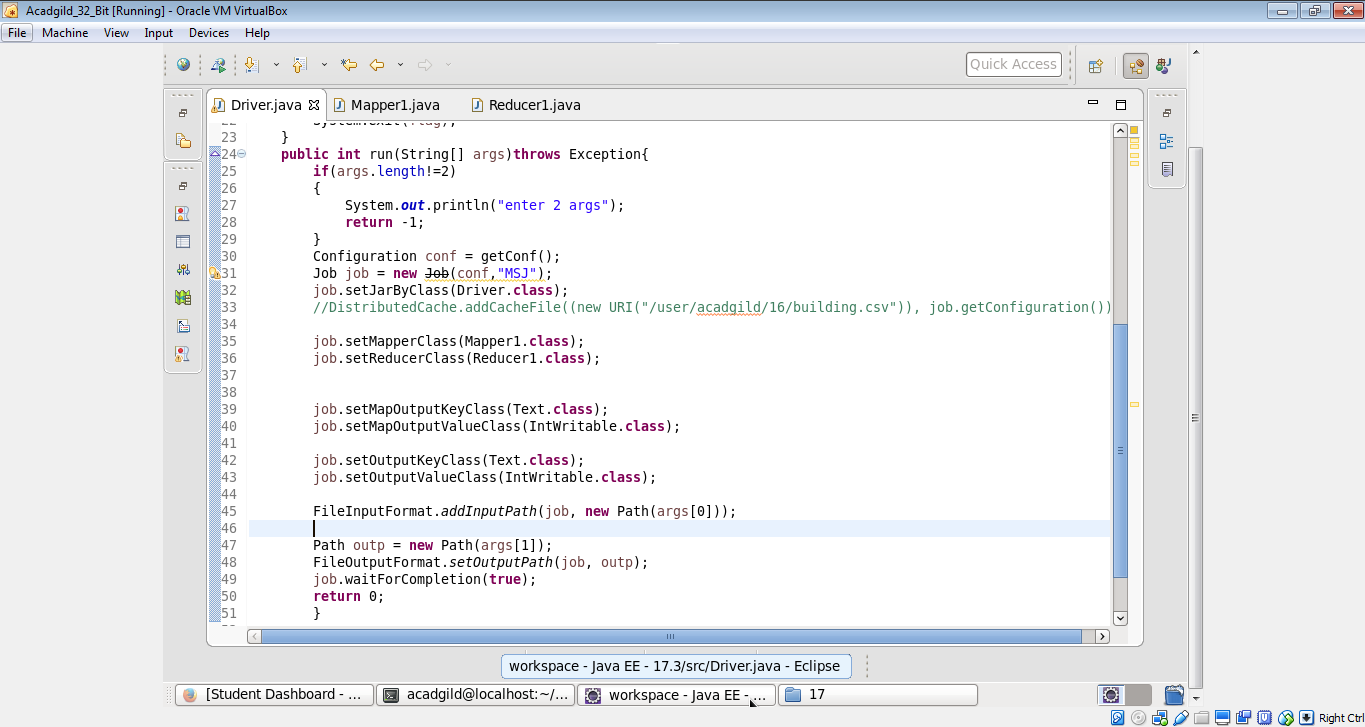 Acadgild_32_Bit [Running] - Oracle VM VirtualBox
File Machine View Input Devices Help
Quick Access
Driver.java Mapper1.java Reducer1.java
23 }
24 public int run(String[] args)throws Exception{
25 if(args.length!=2)
26 {
27 System.out.println("enter 2 args");
28 return -1;
29 }
30 Configuration conf = getConf();
31 Job job = new Job(conf,"MSJ");
32 job.setJarByClass(Driver.class);
33 //DistributedCache.addCacheFile((new URI("/user/acadgild/16/building.csv")), job.getConfiguration())
34
35 job.setMapperClass(Mapper1.class);
36 job.setReducerClass(Reducer1.class);
37
38
39 job.setMapOutputKeyClass(Text.class);
40 job.setMapOutputValueClass(IntWritable.class);
41
42 job.setOutputKeyClass(Text.class);
43 job.setOutputValueClass(IntWritable.class);
44
45 FileInputFormat.addInputPath(job, new Path(args[0]));
46
47 Path outp = new Path(args[1]);
48 FileOutputFormat.setOutputPath(job, outp);
49 job.waitForCompletion(true);
50 return 0;
51 }
workspace - Java EE - 17.3/src/Driver.java - Eclipse
[Student Dashboard - ... acadgild@localhost:~/... workspace - Java EE - ... 17
Right Ctrl